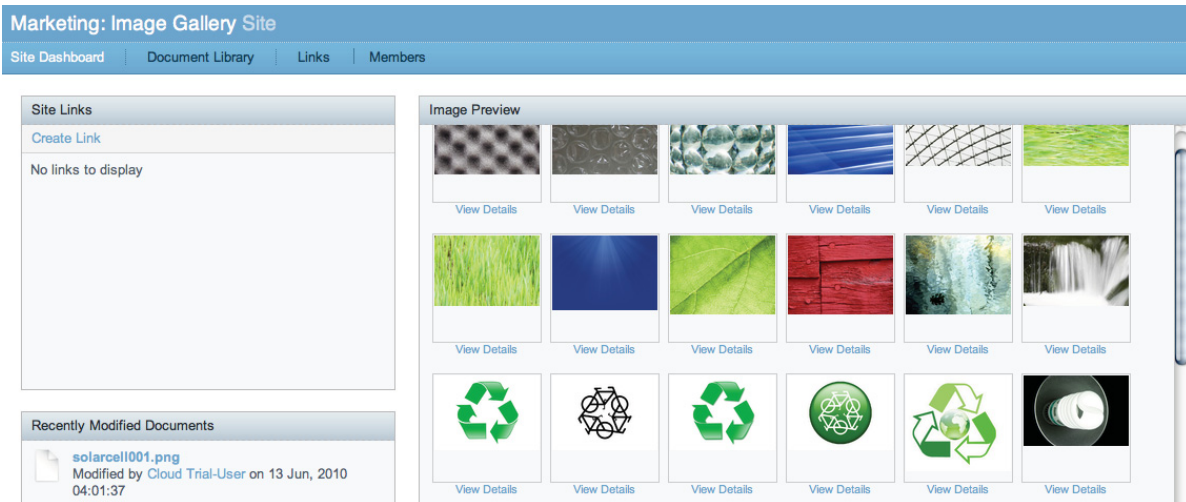 Marketing: Image Gallery Site
Site Dashboard Document Library Links Members
Site Links
Create Link
No links to display
Recently Modified Documents
solarcell001.png
Modified by Cloud Trial-User on 13 Jun, 2010
04:01:37
Image Preview
View Details View Details View Details View Details View Details View Details
View Details View Details View Details View Details View Details View Details
View Details View Details View Details View Details View Details View Details